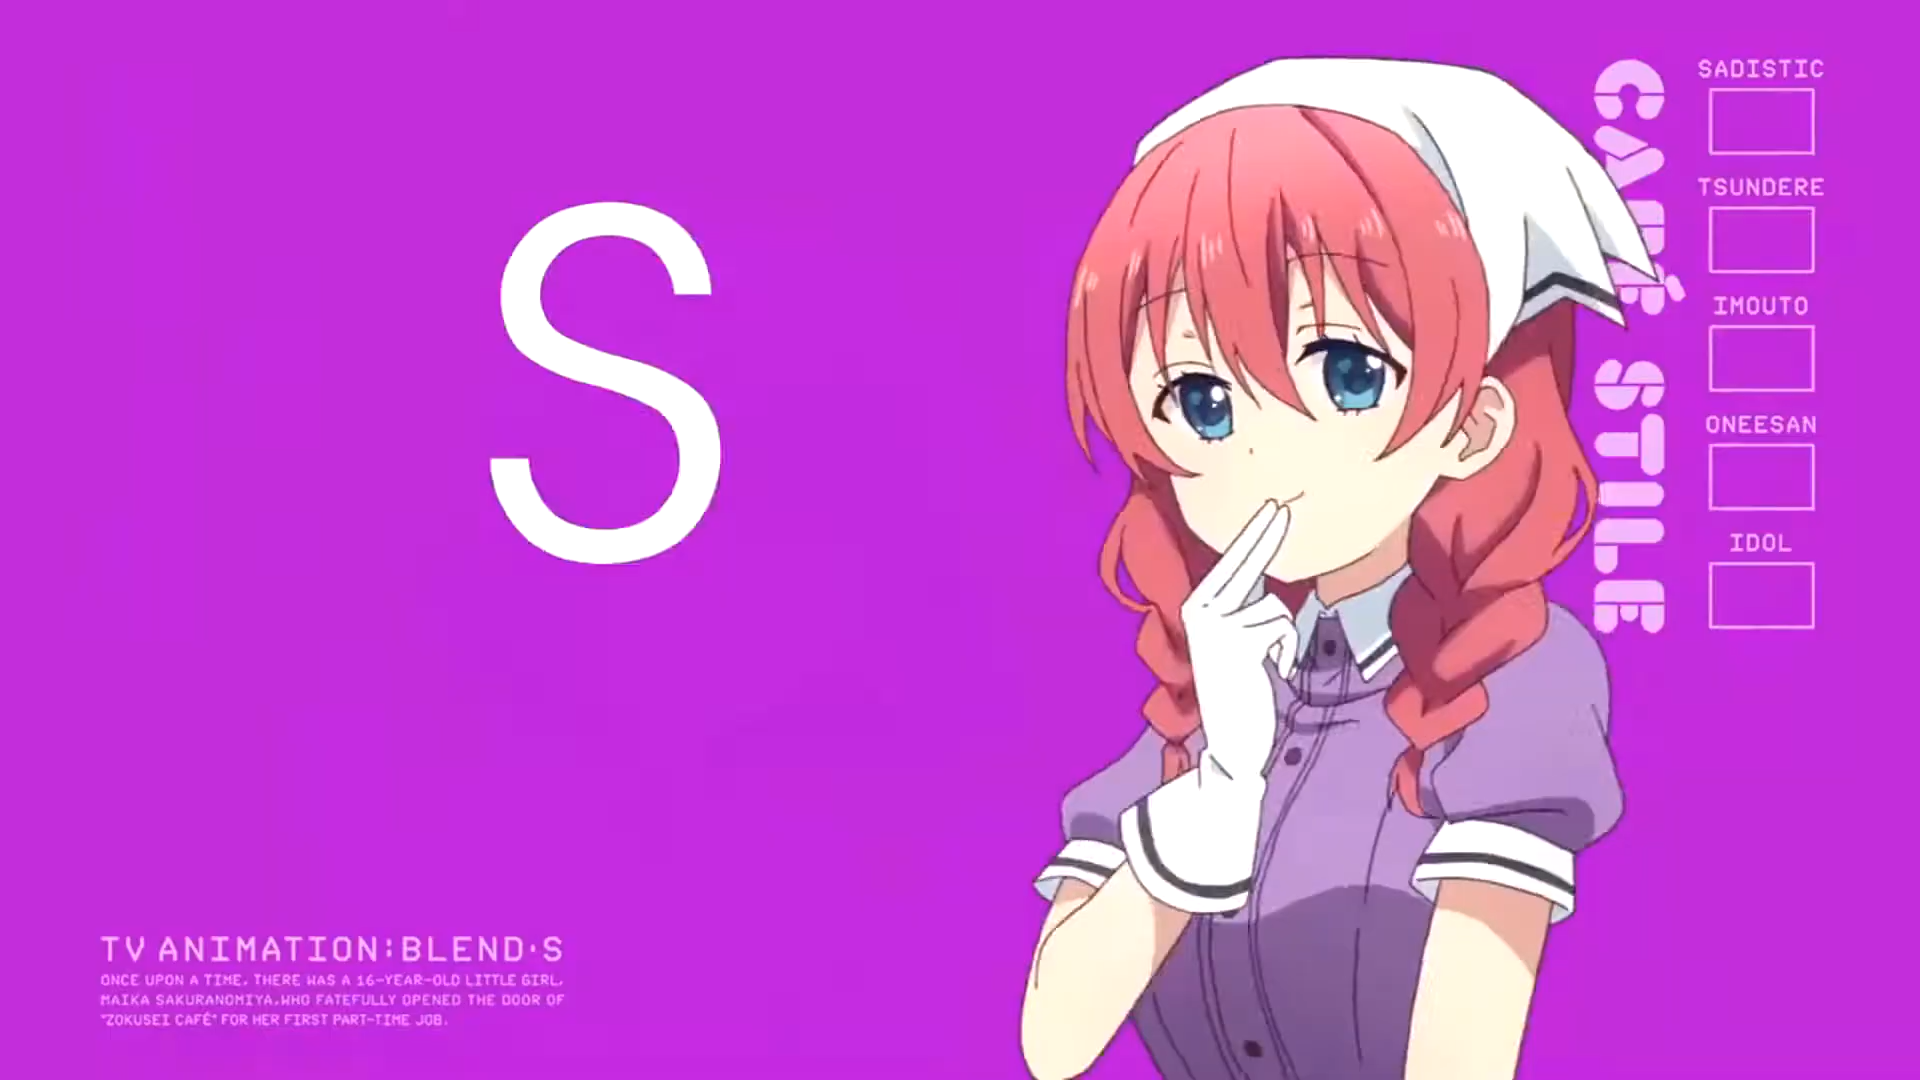 S
CAFÉ STILE
SADISTIC
TSUNDERE
IMOUTO
ONEESAN
IDOL
TV ANIMATION:BLEND·S
ONCE UPON A TIME, THERE WAS A 16-YEAR-OLD LITTLE GIRL,
MAIKA SAKURANOMIYA,WHO FATEFULLY OPENED THE DOOR OF
"ZOKUSEI CAFÉ" FOR HER FIRST PART-TIME JOB.